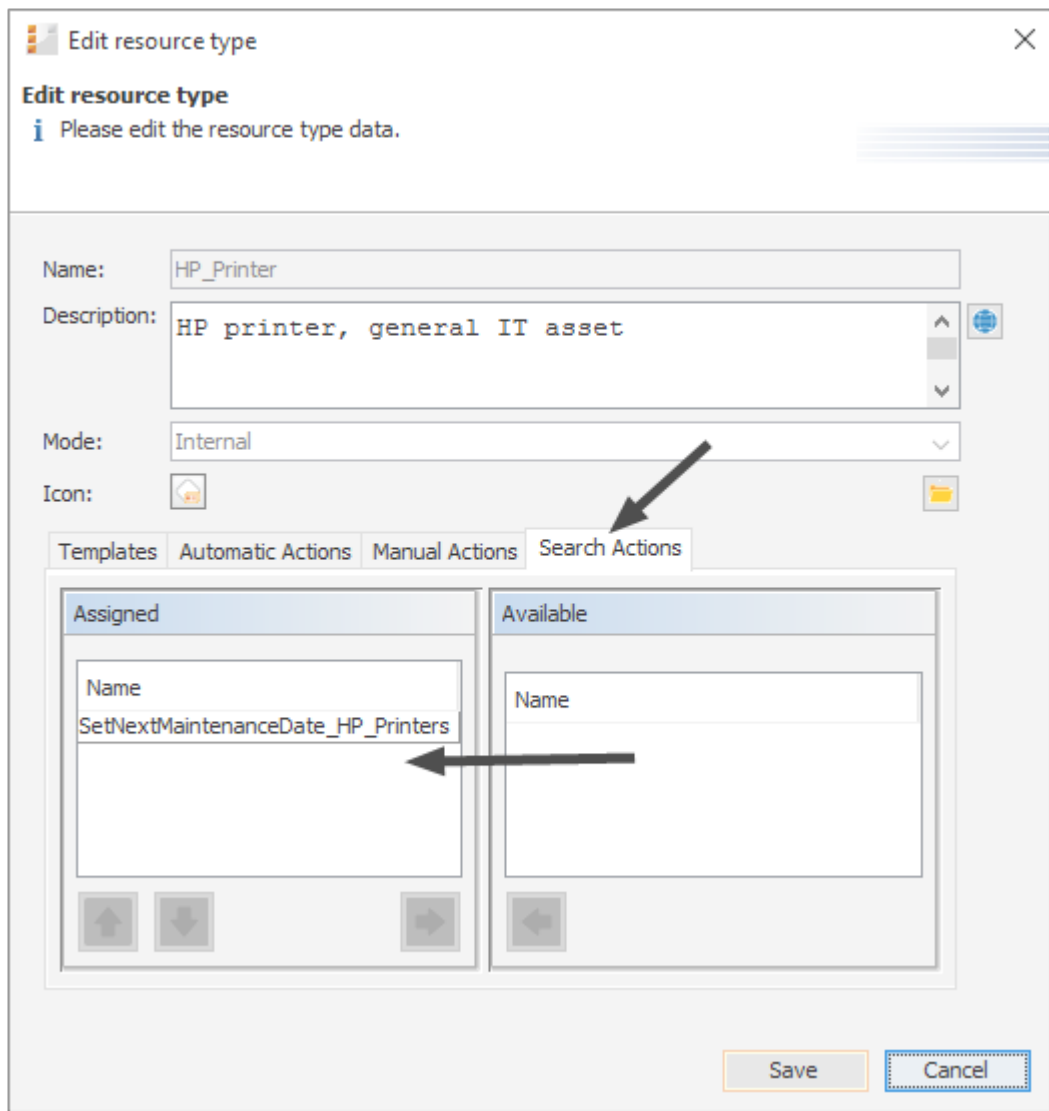 Edit resource type
Edit resource type
i Please edit the resource type data.
Name: HP_Printer
Description: HP printer, general IT asset
Mode: Internal
Icon:
Templates Automatic Actions Manual Actions Search Actions
Assigned Available
Name Name
SetNextMaintenanceDate_HP_Printers
Save Cancel